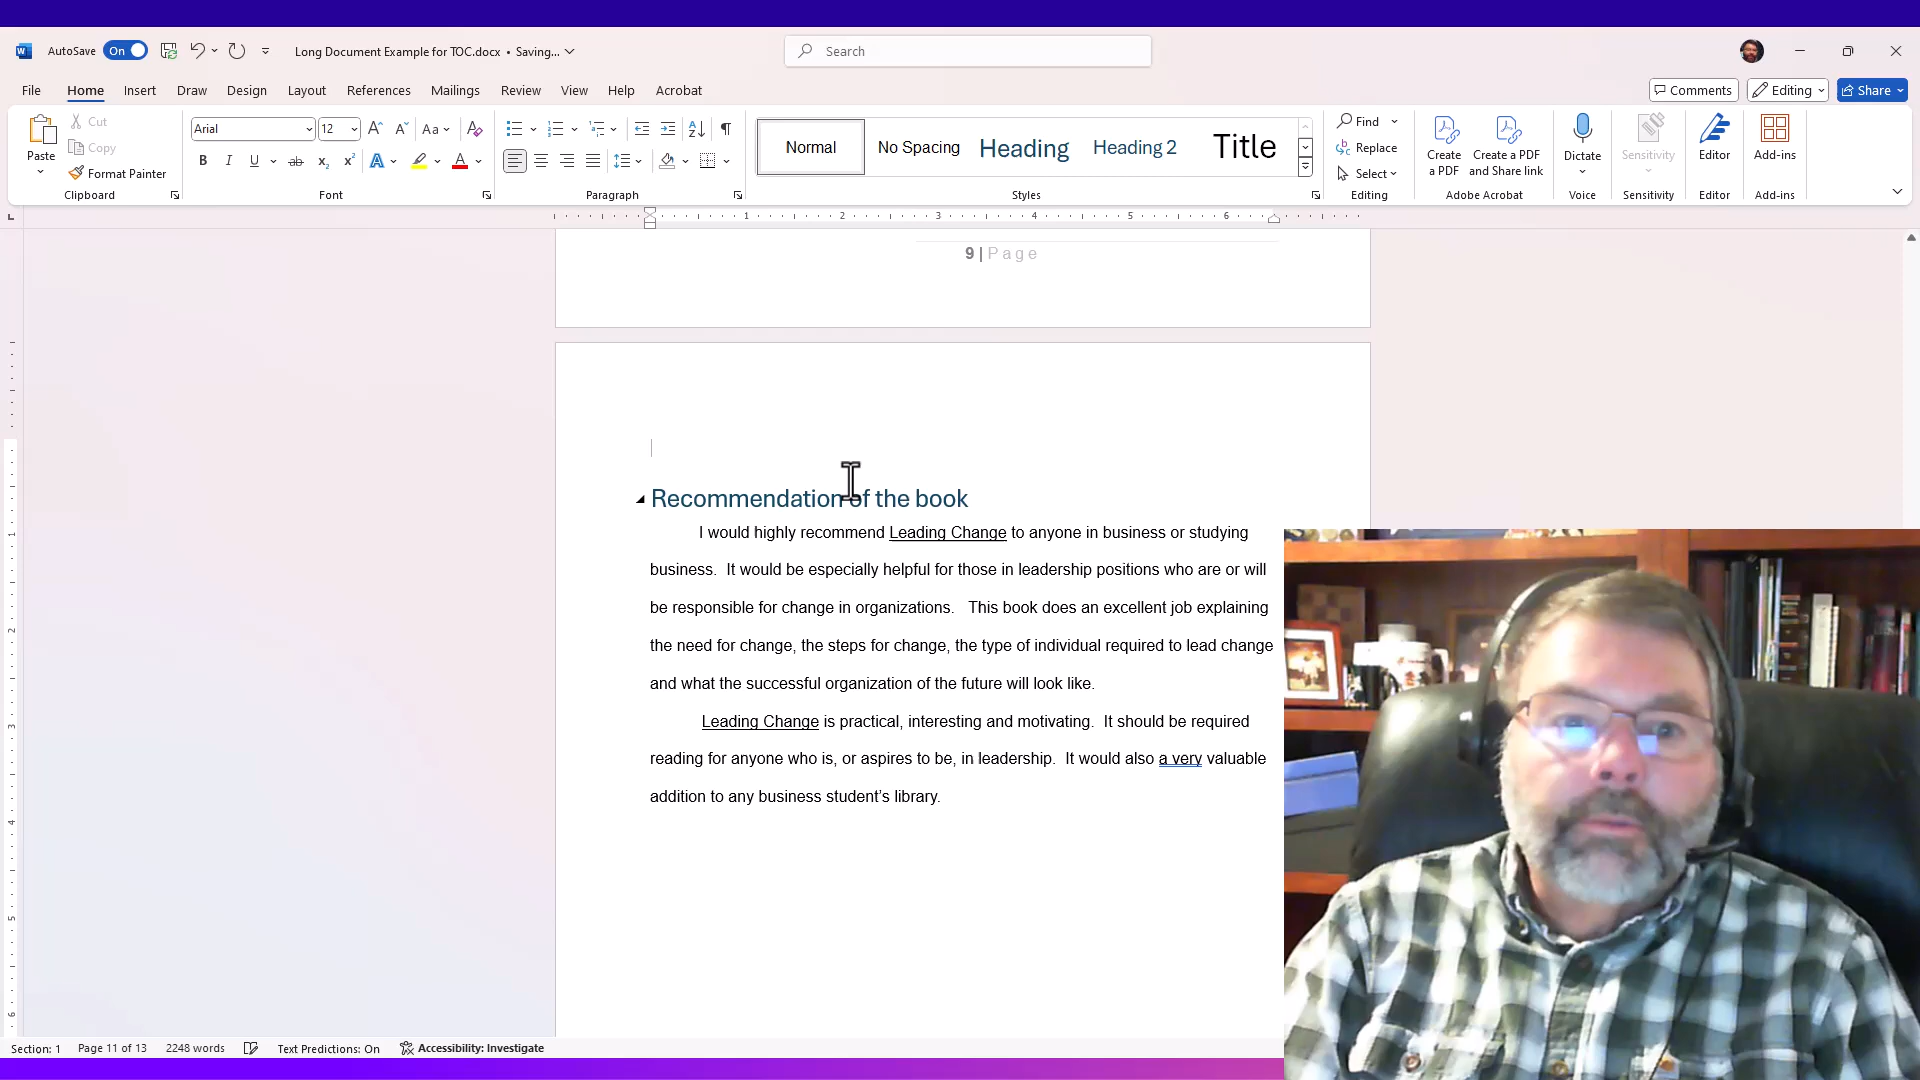 AutoSave On Long Document Example for TOC.docx • Saving... Search
File Home Insert Draw Design Layout References Mailings Review View Help Acrobat Comments Editing Share
Paste Cut Copy Format Painter Clipboard
Arial 12 Aa Font
Paragraph
Normal No Spacing Heading Heading 2 Title Styles
Find Replace Select Editing
Create a PDF Create a PDF and Share link Adobe Acrobat
Dictate Voice
Sensitivity Sensitivity
Editor Editor
Add-ins Add-ins
1 2 3 4 5 6
9 | Page
Recommendation of the book
I would highly recommend Leading Change to anyone in business or studying
business. It would be especially helpful for those in leadership positions who are or will
be responsible for change in organizations. This book does an excellent job explaining
the need for change, the steps for change, the type of individual required to lead change
and what the successful organization of the future will look like.
Leading Change is practical, interesting and motivating. It should be required
reading for anyone who is, or aspires to be, in leadership. It would also a very valuable
addition to any business student’s library.
Section: 1 Page 11 of 13 2248 words Text Predictions: On Accessibility: Investigate